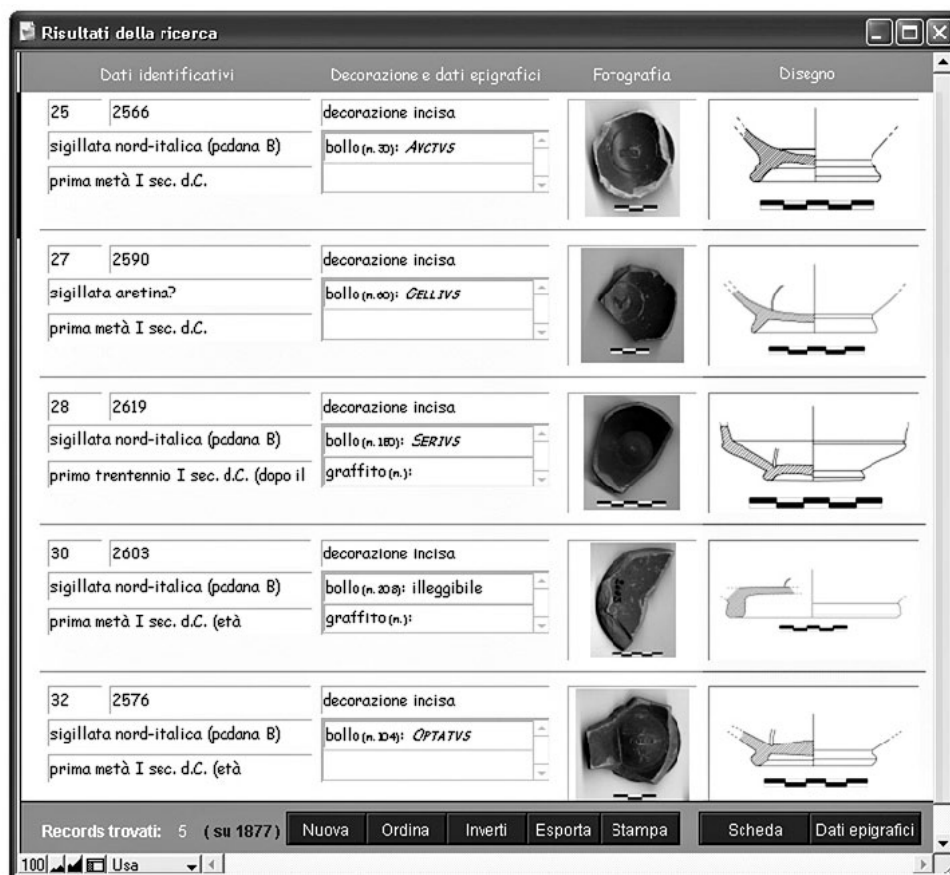 Risultati della ricerca
Dati identificativi Decorazione e dati epigrafici Fotografia Disegno
25 2566 decorazione incisa
sigillata nord-italica (padana B) bollo (n. 30): AVCTVS
prima metà I sec. d.C.
27 2590 decorazione incisa
sigillata aretina? bollo (n. 60): GELLIVS
prima metà I sec. d.C.
28 2619 decorazione incisa
sigillata nord-italica (padana B) bollo (n. 180): SERIVS
primo trentennio I sec. d.C. (dopo il graffito (n.):
30 2603 decorazione incisa
sigillata nord-italica (padana B) bollo (n. 208): illeggibile
prima metà I sec. d.C. (età graffito (n.):
32 2576 decorazione incisa
sigillata nord-italica (padana B) bollo (n. 104): OPTATVS
prima metà I sec. d.C. (età
Records trovati: 5 ( su 1877) Nuova Ordina Inverti Esporta Stampa Scheda Dati epigrafici
100 Usa